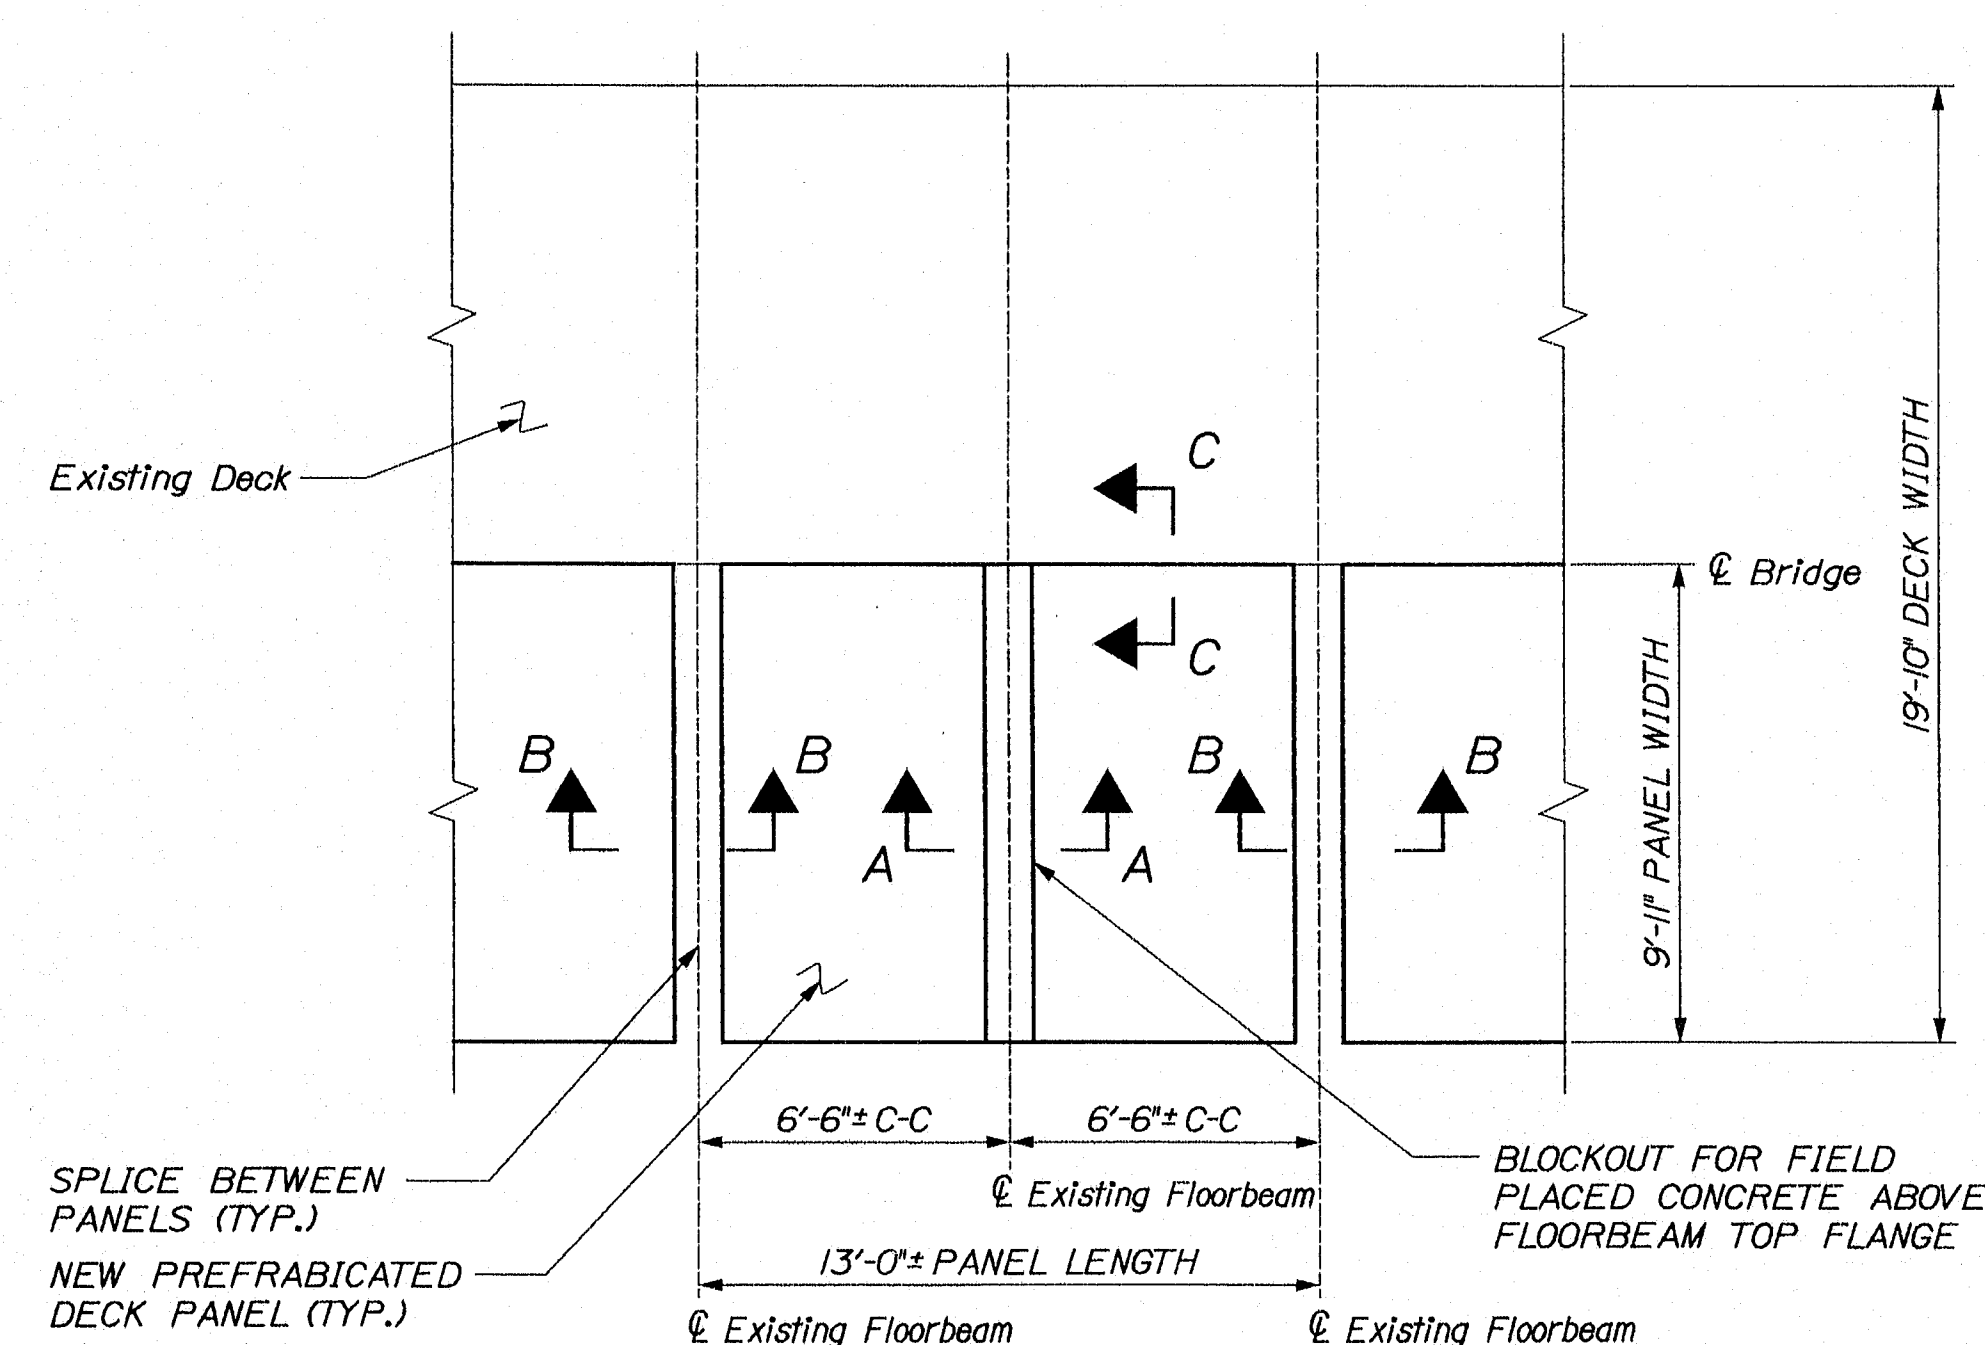 Existing Deck
C
C
℄ Bridge
19'-10" DECK WIDTH
9'-11" PANEL WIDTH
B
B
B
B
A
A
6'-6"± C-C
6'-6"± C-C
SPLICE BETWEEN
PANELS (TYP.)
℄ Existing Floorbeam
BLOCKOUT FOR FIELD
PLACED CONCRETE ABOVE
FLOORBEAM TOP FLANGE
13'-0"± PANEL LENGTH
NEW PREFRABICATED
DECK PANEL (TYP.)
℄ Existing Floorbeam
℄ Existing Floorbeam